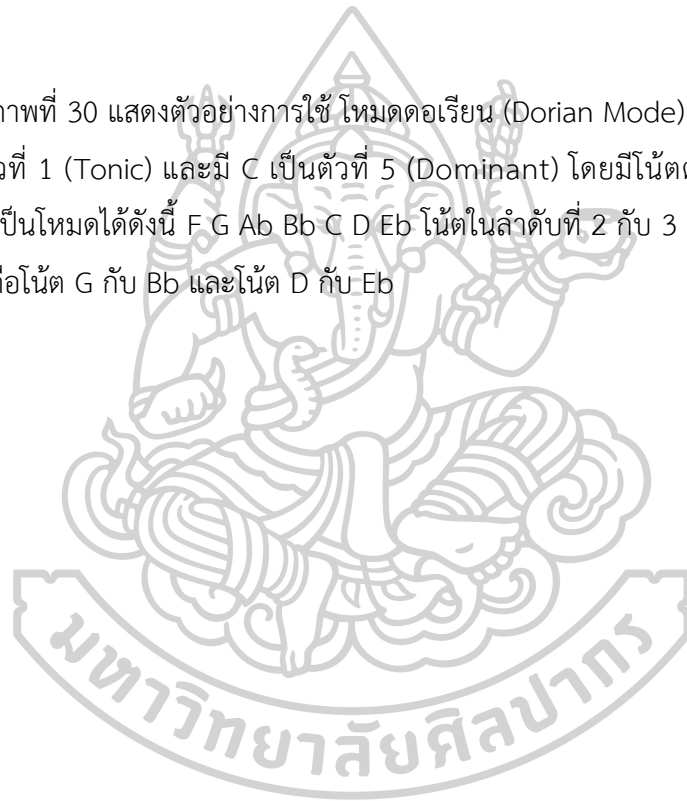 าพที่ 30 แสดงตัวอย่างการใช้ โหมดดอเรียน (Dorian Mode)
วที่ 1 (Tonic) และมี C เป็นตัวที่ 5 (Dominant) โดยมีโน้ต
เป็นโหมดได้ดังนี้ F G Ab Bb C D Eb โน้ตในลำดับที่ 2 กับ 3
ือโน้ต G กับ Bb และโน้ต D กับ Eb
มหาวิทยาลัยศิลปากร